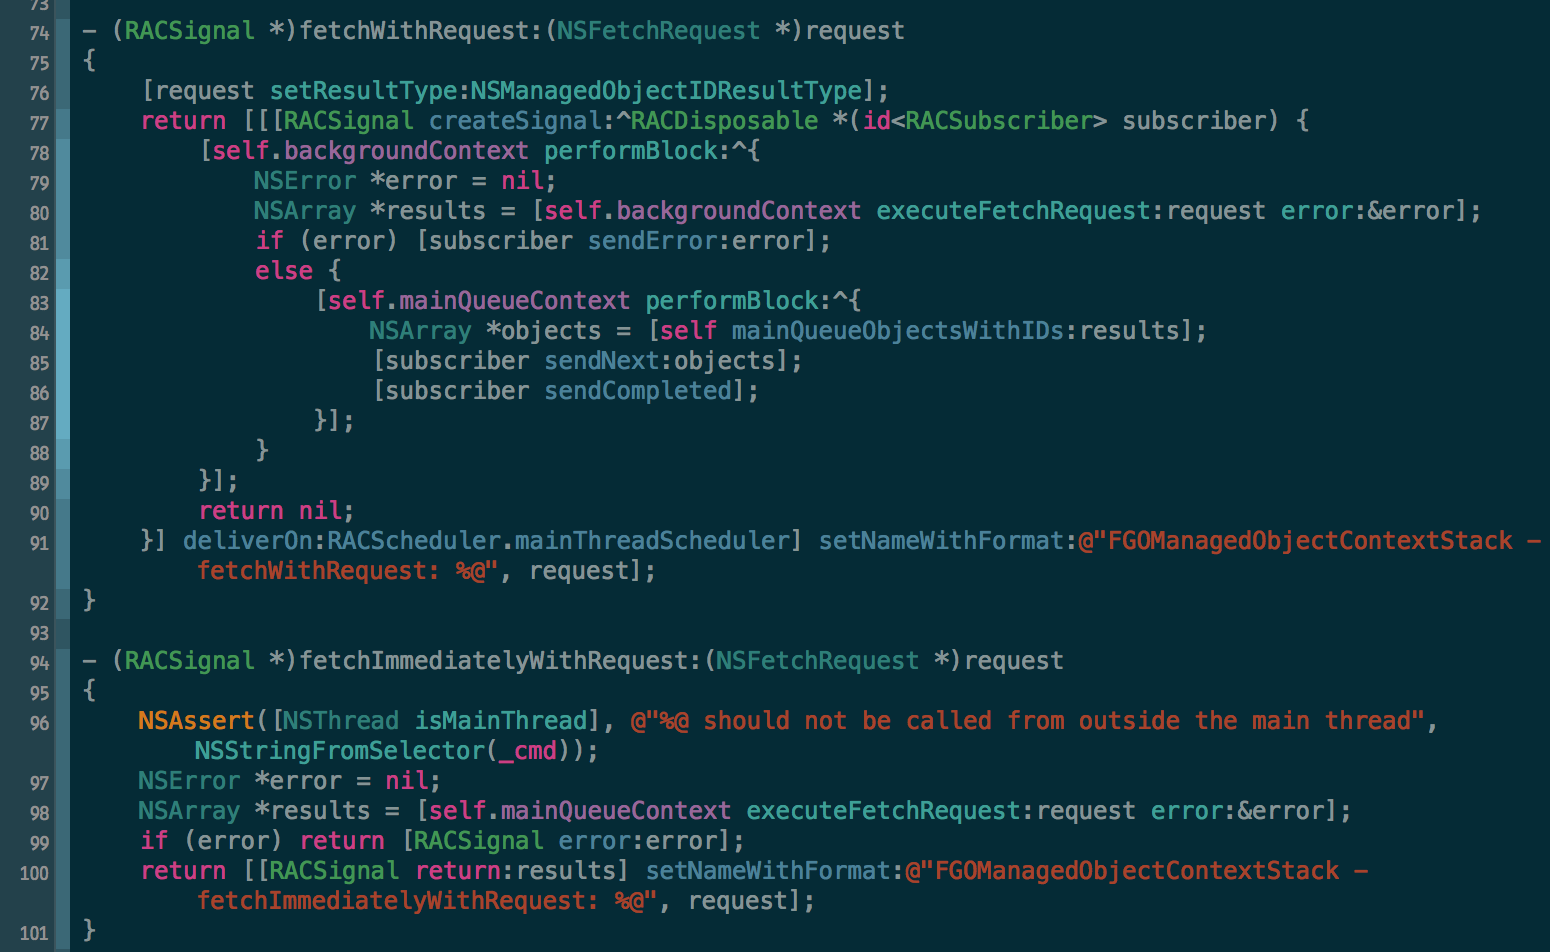 73
74 - (RACSignal *)fetchWithRequest:(NSFetchRequest *)request
75 {
76     [request setResultType:NSManagedObjectIDResultType];
77     return [[[RACSignal createSignal:^RACDisposable *(id<RACSubscriber> subscriber) {
78         [self.backgroundContext performBlock:^{
79             NSError *error = nil;
80             NSArray *results = [self.backgroundContext executeFetchRequest:request error:&error];
81             if (error) [subscriber sendError:error];
82             else {
83                 [self.mainQueueContext performBlock:^{
84                     NSArray *objects = [self mainQueueObjectsWithIDs:results];
85                     [subscriber sendNext:objects];
86                     [subscriber sendCompleted];
87                 }];
88             }
89         }];
90         return nil;
91     }] deliverOn:RACScheduler.mainThreadScheduler] setNameWithFormat:@"FGOManagedObjectContextStack -
        fetchWithRequest: %@", request];
92 }
93
94 - (RACSignal *)fetchImmediatelyWithRequest:(NSFetchRequest *)request
95 {
96     NSAssert([NSThread isMainThread], @"%@ should not be called from outside the main thread",
        NSStringFromSelector(_cmd));
97     NSError *error = nil;
98     NSArray *results = [self.mainQueueContext executeFetchRequest:request error:&error];
99     if (error) return [RACSignal error:error];
100     return [[RACSignal return:results] setNameWithFormat:@"FGOManagedObjectContextStack -
        fetchImmediatelyWithRequest: %@", request];
101 }